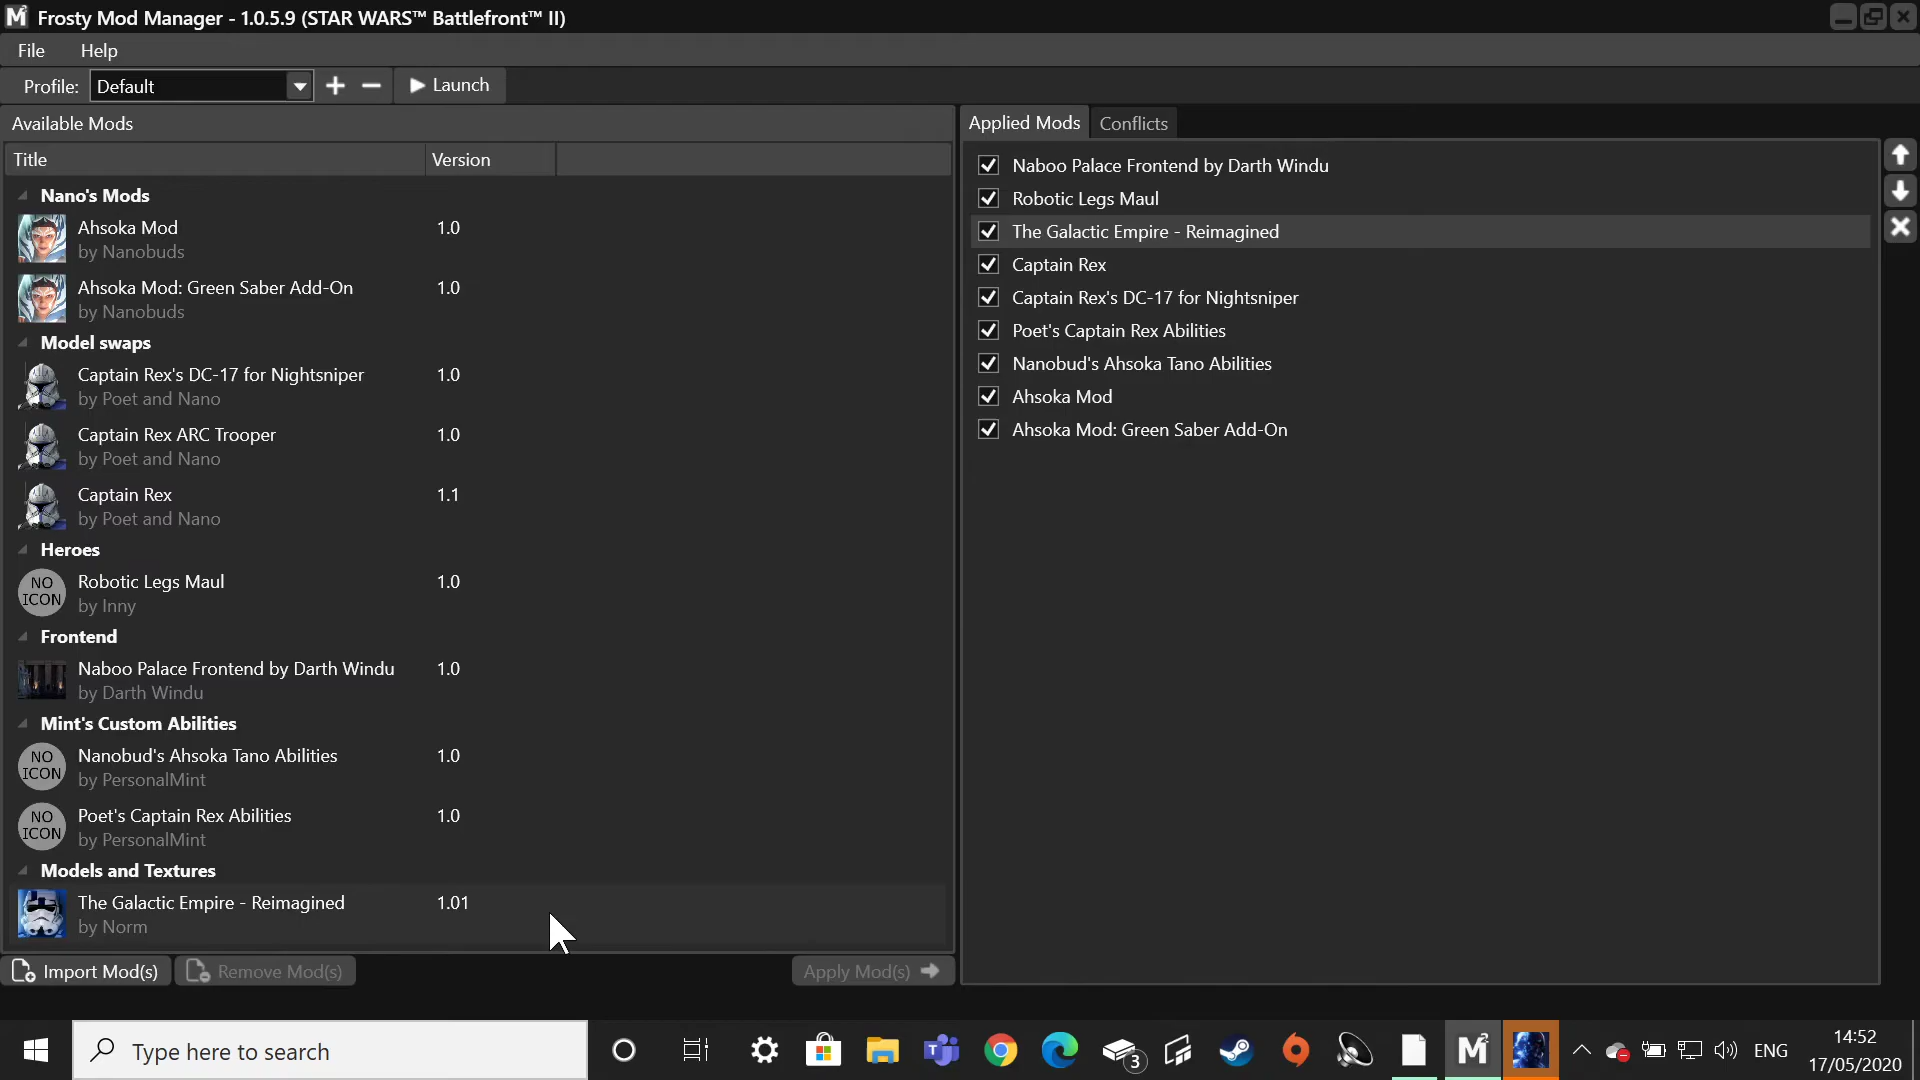 Frosty Mod Manager - 1.0.5.9 (STAR WARS™ Battlefront™ II)
File Help
Profile: Default Launch
Available Mods
Title Version
Nano's Mods
Ahsoka Mod 1.0
by Nanobuds
Ahsoka Mod: Green Saber Add-On 1.0
by Nanobuds
Model swaps
Captain Rex's DC-17 for Nightsniper 1.0
by Poet and Nano
Captain Rex ARC Trooper 1.0
by Poet and Nano
Captain Rex 1.1
by Poet and Nano
Heroes
NO ICON
Robotic Legs Maul 1.0
by Inny
Frontend
Naboo Palace Frontend by Darth Windu 1.0
by Darth Windu
Mint's Custom Abilities
NO ICON
Nanobud's Ahsoka Tano Abilities 1.0
by PersonalMint
NO ICON
Poet's Captain Rex Abilities 1.0
by PersonalMint
Models and Textures
The Galactic Empire - Reimagined 1.01
by Norm
Import Mod(s) Remove Mod(s) Apply Mod(s)
Applied Mods Conflicts
Naboo Palace Frontend by Darth Windu
Robotic Legs Maul
The Galactic Empire - Reimagined
Captain Rex
Captain Rex's DC-17 for Nightsniper
Poet's Captain Rex Abilities
Nanobud's Ahsoka Tano Abilities
Ahsoka Mod
Ahsoka Mod: Green Saber Add-On
Type here to search
3
ENG
14:52
17/05/2020